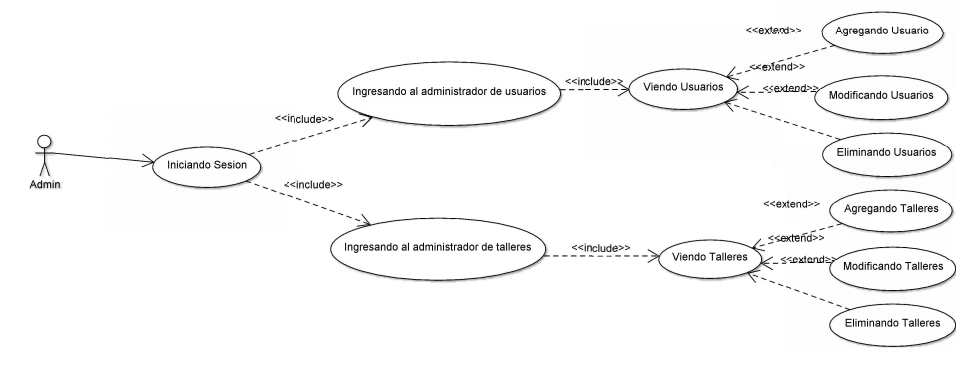 <<extend>>
Agregando Usuario
<<extend>>
<<include>>
Viendo Usuarios
<<extend>>
Modificando Usuarios
Ingresando al administrador de usuarios
<<include>>
Eliminando Usuarios
Iniciando Sesion
Admin
<<include>>
<<extend>>
Agregando Talleres
<<extend>>
Ingresando al administrador de talleres
<<include>>
Viendo Talleres
<<extend>>
Modificando Talleres
Eliminando Talleres